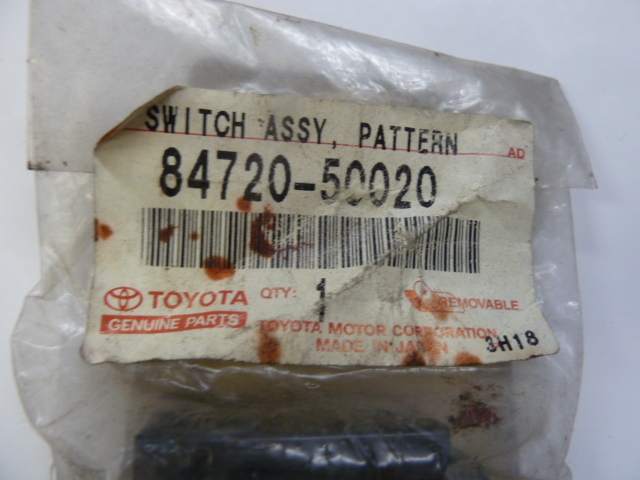 SWITCH ASSY, PATTERN
AD
84720-50020
TOYOTA QTY: 1 REMOVABLE
GENUINE PARTS TOYOTA MOTOR CORPORATION
MADE IN JAPAN 3H18